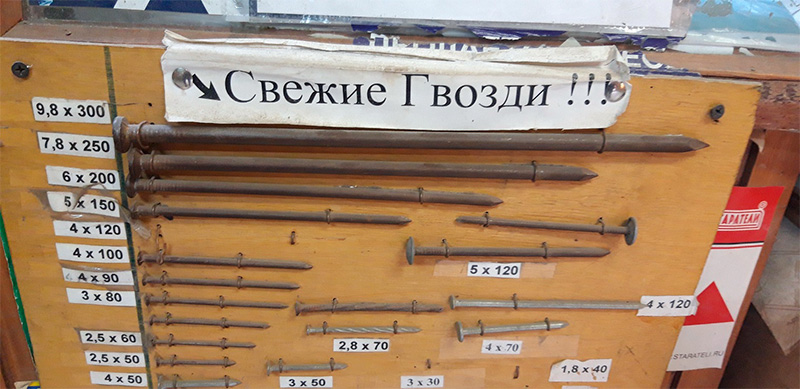 Свежие Гвозди !!!
9,8 x 300
7,8 x 250
6 x 200
5 x 150
4 x 120
4 x 100
4 x 90
3 x 80
2,5 x 60
2,5 x 50
4 x 50
5 x 120
4 x 120
2,8 x 70
4 x 70
1,8 x 40
3 x 50
3 x 30
STARATELI.RU